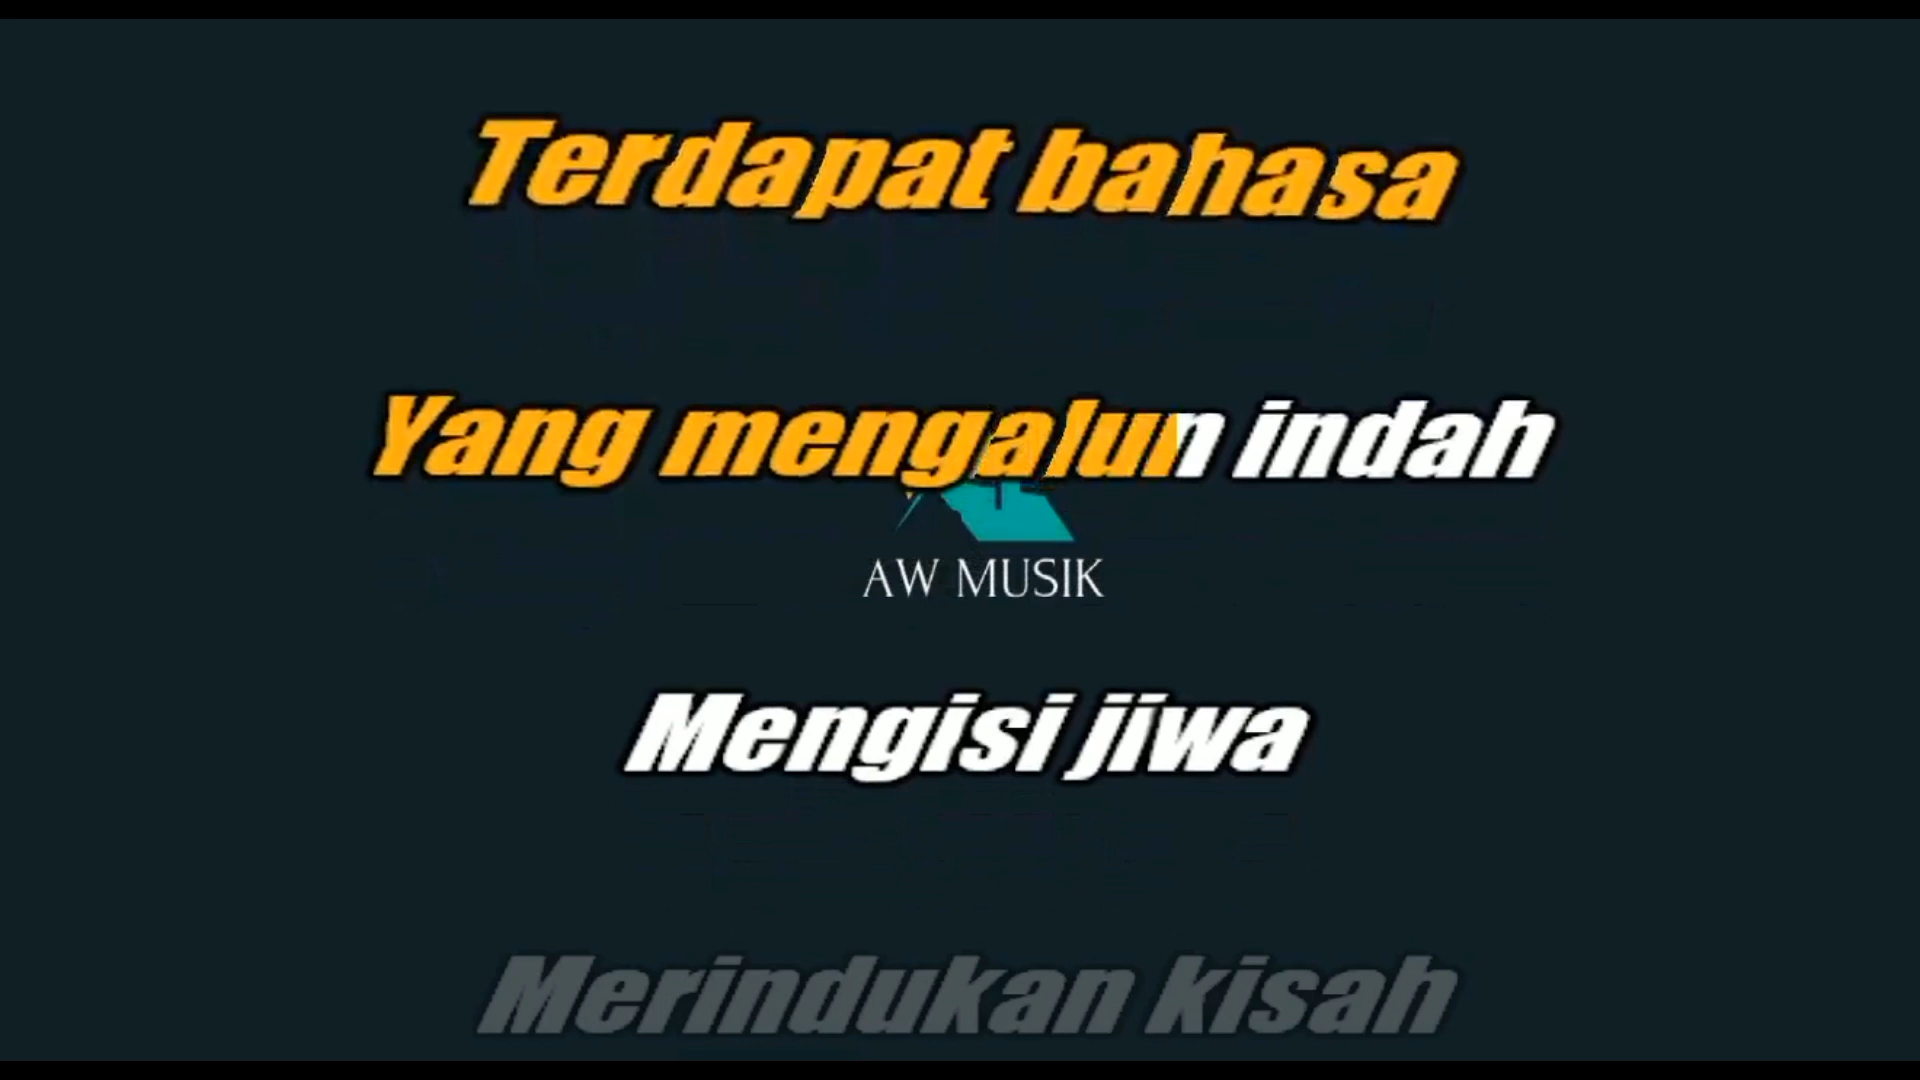 Terdapat bahasa
Yang mengalun indah
AW MUSIK
Mengisi jiwa
Merindukan kisah